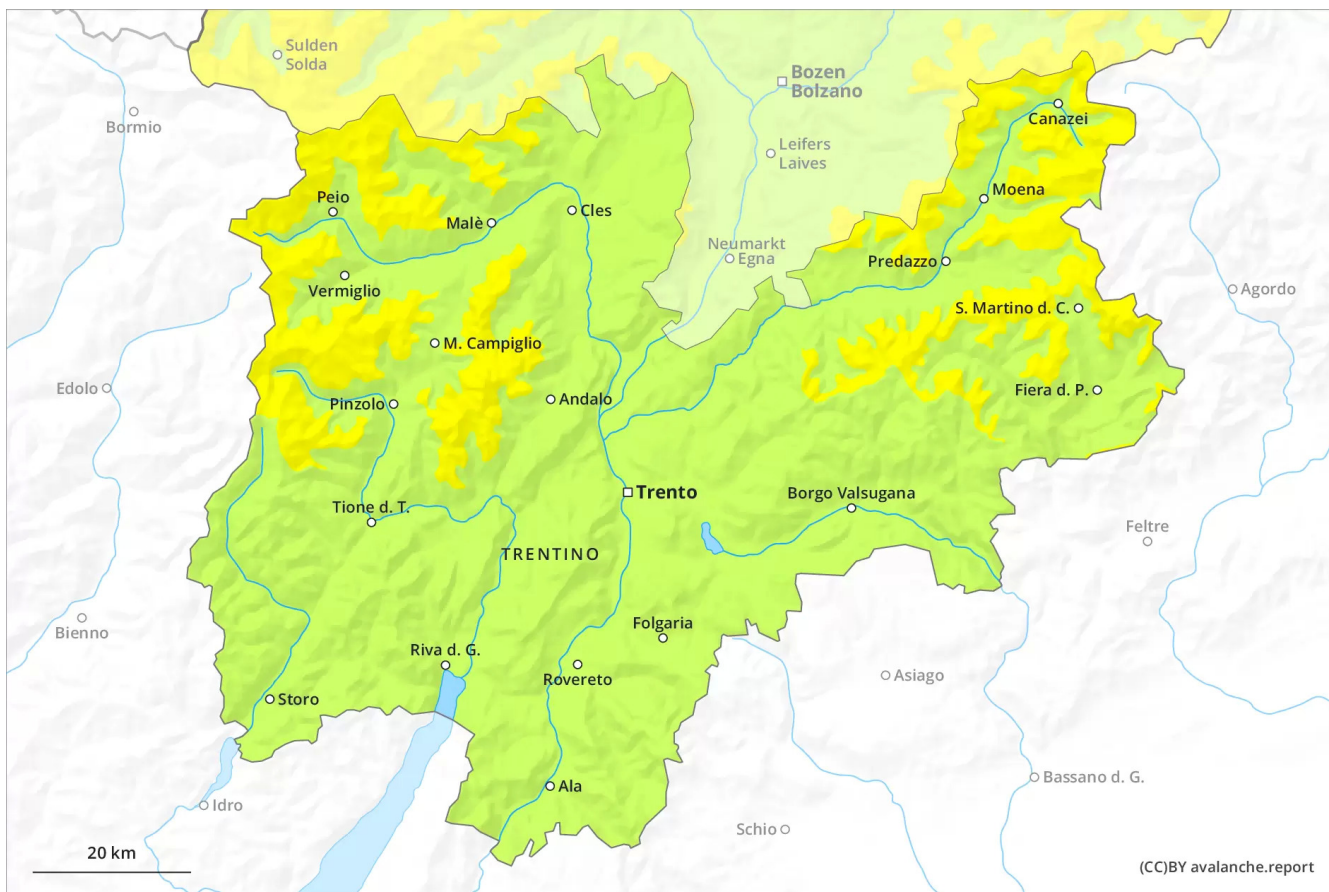 Sulden
Solda
Bozen
Bolzano
Bormio
Canazei
Leifers
Laives
Peio
Moena
Malè
Cles
Neumarkt
Egna
Predazzo
Vermiglio
Agordo
S. Martino d. C.
M. Campiglio
Edolo
Pinzolo
Andalo
Fiera d. P.
Trento
Borgo Valsugana
Tione d. T.
Feltre
TRENTINO
Bienno
Folgaria
Riva d. G.
Rovereto
Asiago
Storo
Bassano d. G.
Ala
Idro
Schio
20 km
(CC)BY avalanche.report